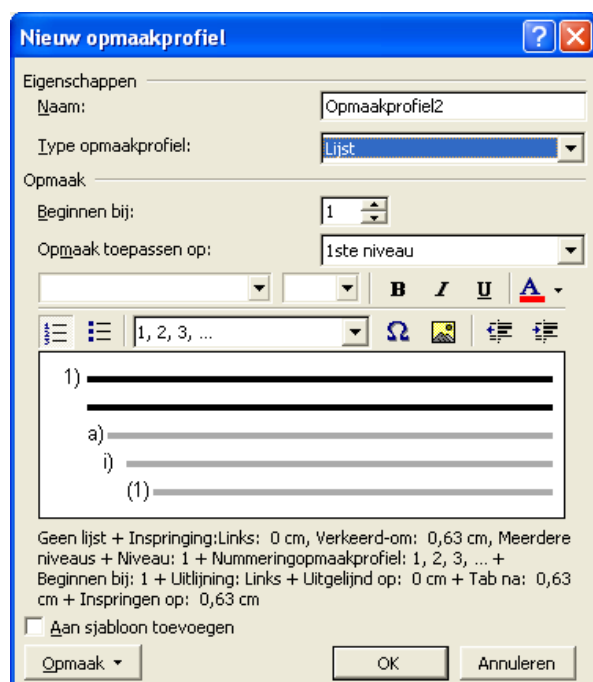 Nieuw opmaakprofiel
Eigenschappen
Naam: Opmaakprofiel2
Type opmaakprofiel: Lijst
Opmaak
Beginnen bij: 1
Opmaak toepassen op: 1ste niveau
B I U A
1, 2, 3, ... Ω
1)
a)
i)
(1)
Geen lijst + Inspringing:Links: 0 cm, Verkeerd-om: 0,63 cm, Meerdere
niveaus + Niveau: 1 + Nummeringopmaakprofiel: 1, 2, 3, ... +
Beginnen bij: 1 + Uitlijning: Links + Uitgelijnd op: 0 cm + Tab na: 0,63
cm + Inspringen op: 0,63 cm
Aan sjabloon toevoegen
Opmaak OK Annuleren